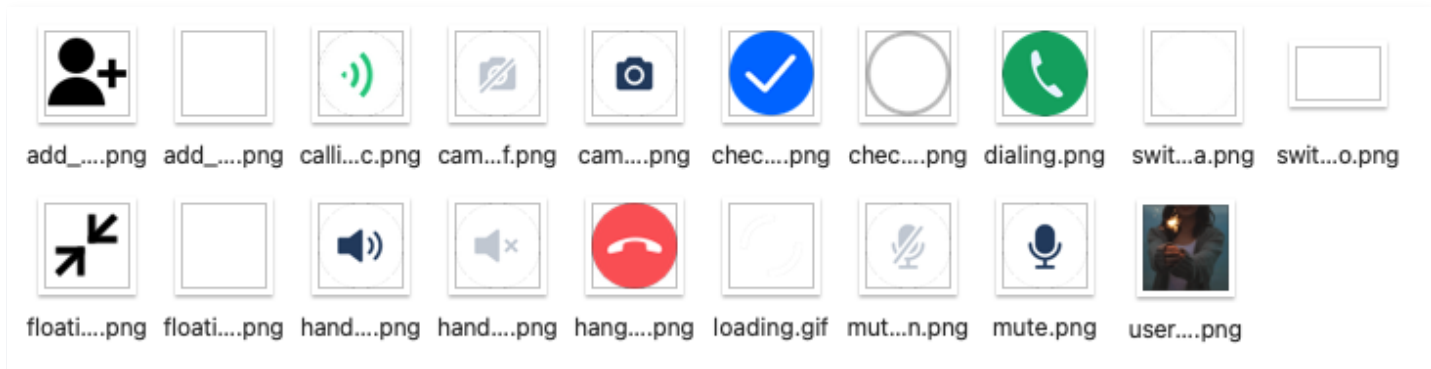 add_....png add_....png calli...c.png cam...f.png cam....png chec....png chec....png dialing.png swit...a.png swit...o.png
floati....png floati....png hand....png hand....png hang....png loading.gif mut...n.png mute.png user....png